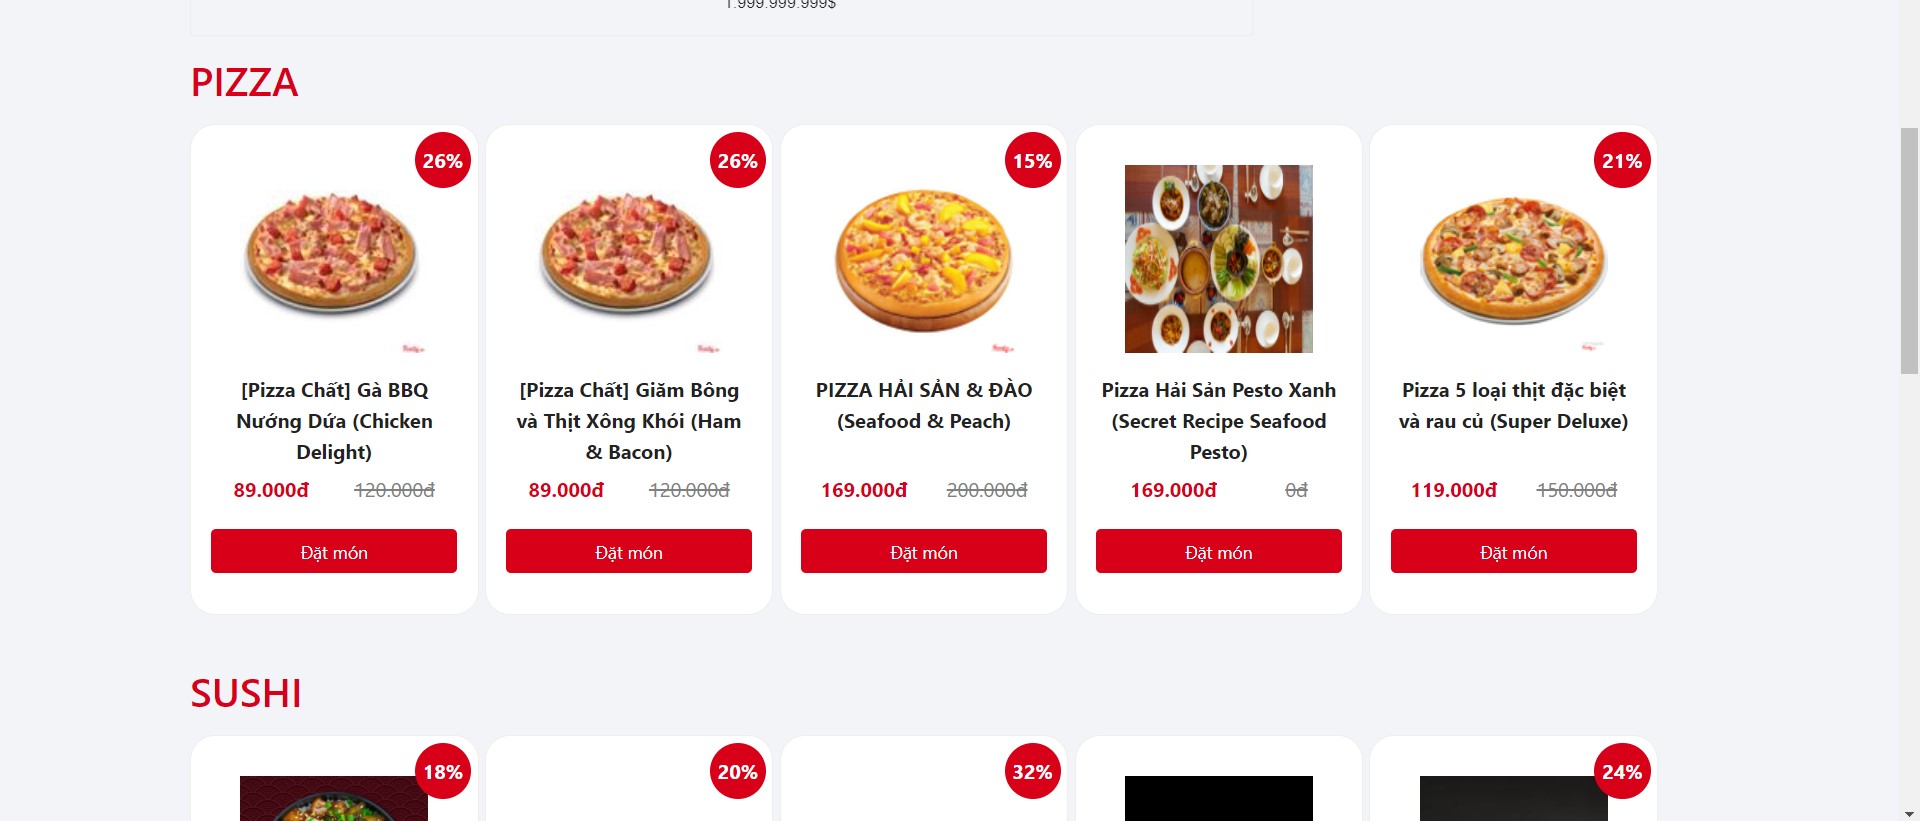 1.999.999.999$
PIZZA
26%
26%
15%
21%
[Pizza Chất] Gà BBQ
Nướng Dứa (Chicken
Delight)
89.000đ 120.000đ
Đặt món
[Pizza Chất] Giăm Bông
và Thịt Xông Khói (Ham
& Bacon)
89.000đ 120.000đ
Đặt món
PIZZA HẢI SẢN & ĐÀO
(Seafood & Peach)
169.000đ 200.000đ
Đặt món
Pizza Hải Sản Pesto Xanh
(Secret Recipe Seafood
Pesto)
169.000đ 0đ
Đặt món
Pizza 5 loại thịt đặc biệt
và rau củ (Super Deluxe)
119.000đ 150.000đ
Đặt món
SUSHI
18%
20%
32%
24%